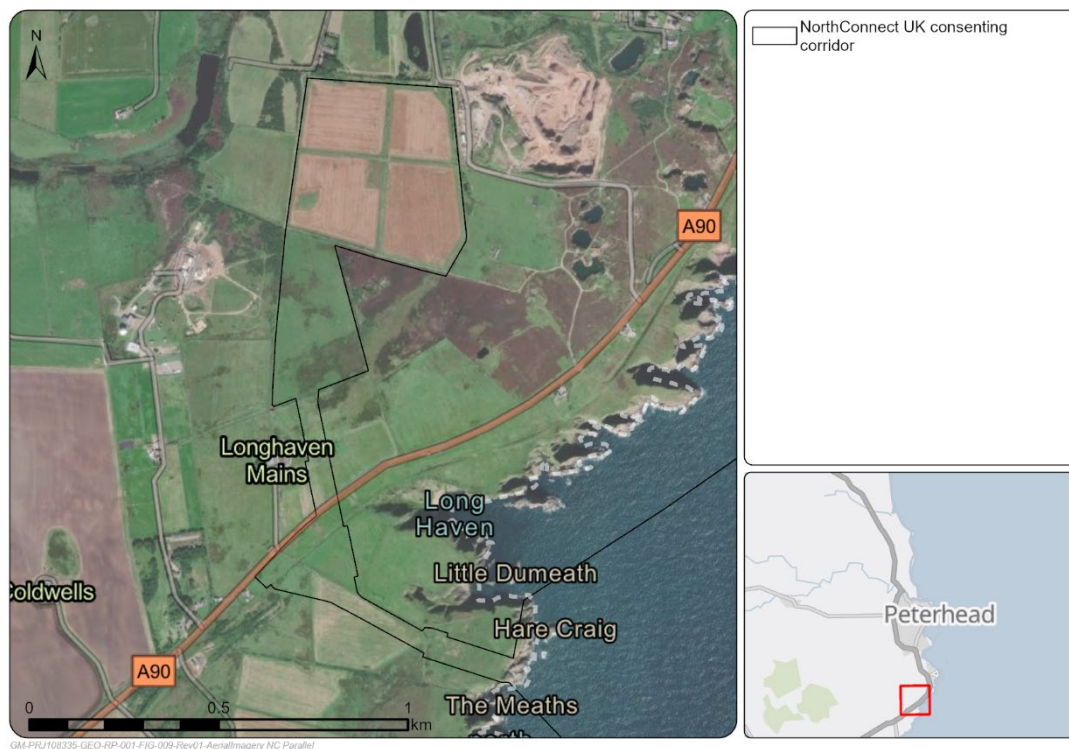 N
NorthConnect UK consenting
corridor
A90
Longhaven
Mains
Long
Haven
Little Dumeath
Coldwells
Hare Craig
A90
The Meaths
north
0 0.5 1
km
Peterhead
GM-PRJ108335-GEO-RP-001-FIG-009-Rev01-AerialImagery NC Parallel